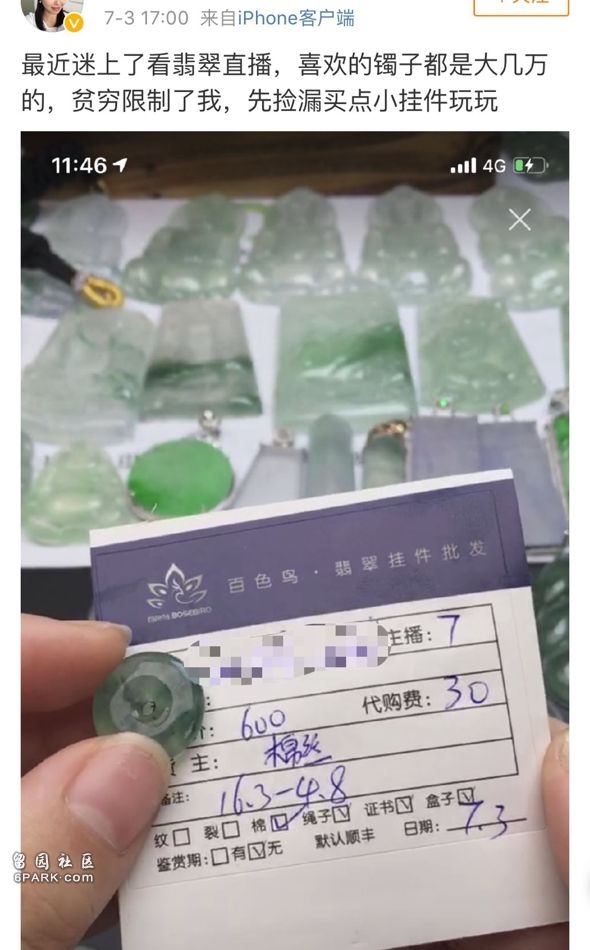 7-3 17:00 来自iPhone客户端
最近迷上了看翡翠直播，喜欢的镯子都是大几万
的，贫穷限制了我，先捡漏买点小挂件玩玩
11:46 4G
百色鸟·翡翠挂件批发
BOSEBIRD
主播：7
代购费：30
600
主：棉丝
备注：16.3-4.8
纹 裂 棉 绳子 证书 盒子
鉴赏期： 有 无 默认顺丰 日期：7.3
留园社区
6PARK.com